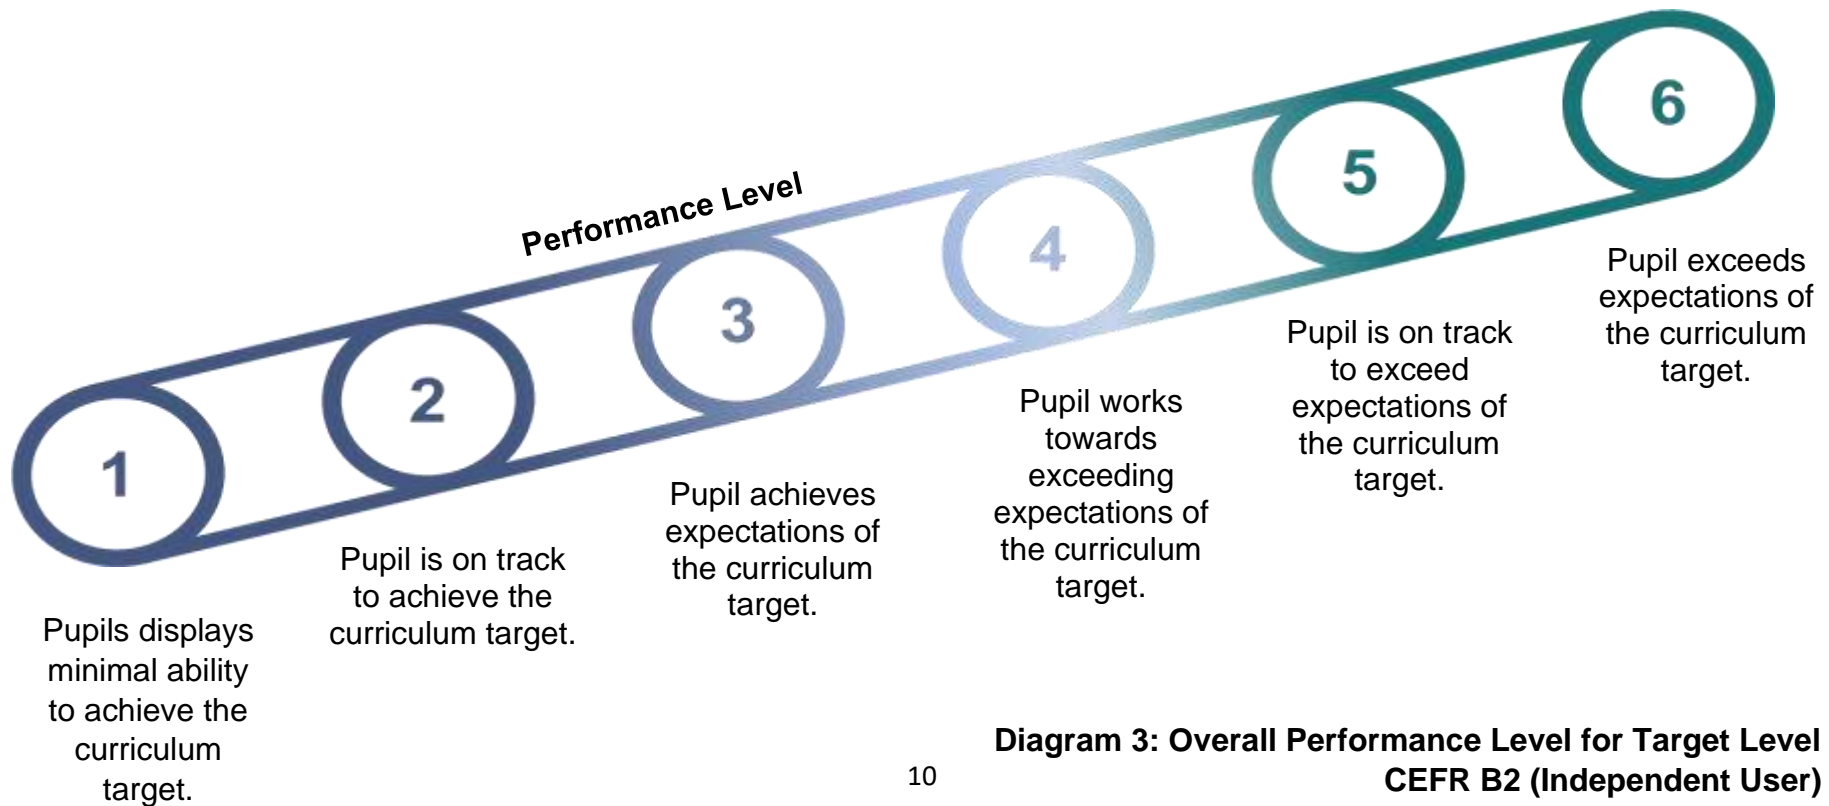 Performance Level
1
Pupils displays
minimal ability
to achieve the
curriculum
target.
2
Pupil is on track
to achieve the
curriculum target.
3
Pupil achieves
expectations of
the curriculum
target.
4
Pupil works
towards
exceeding
expectations of
the curriculum
target.
5
Pupil is on track
to exceed
expectations of
the curriculum
target.
6
Pupil exceeds
expectations of
the curriculum
target.
Diagram 3: Overall Performance Level for Target Level
CEFR B2 (Independent User)
10